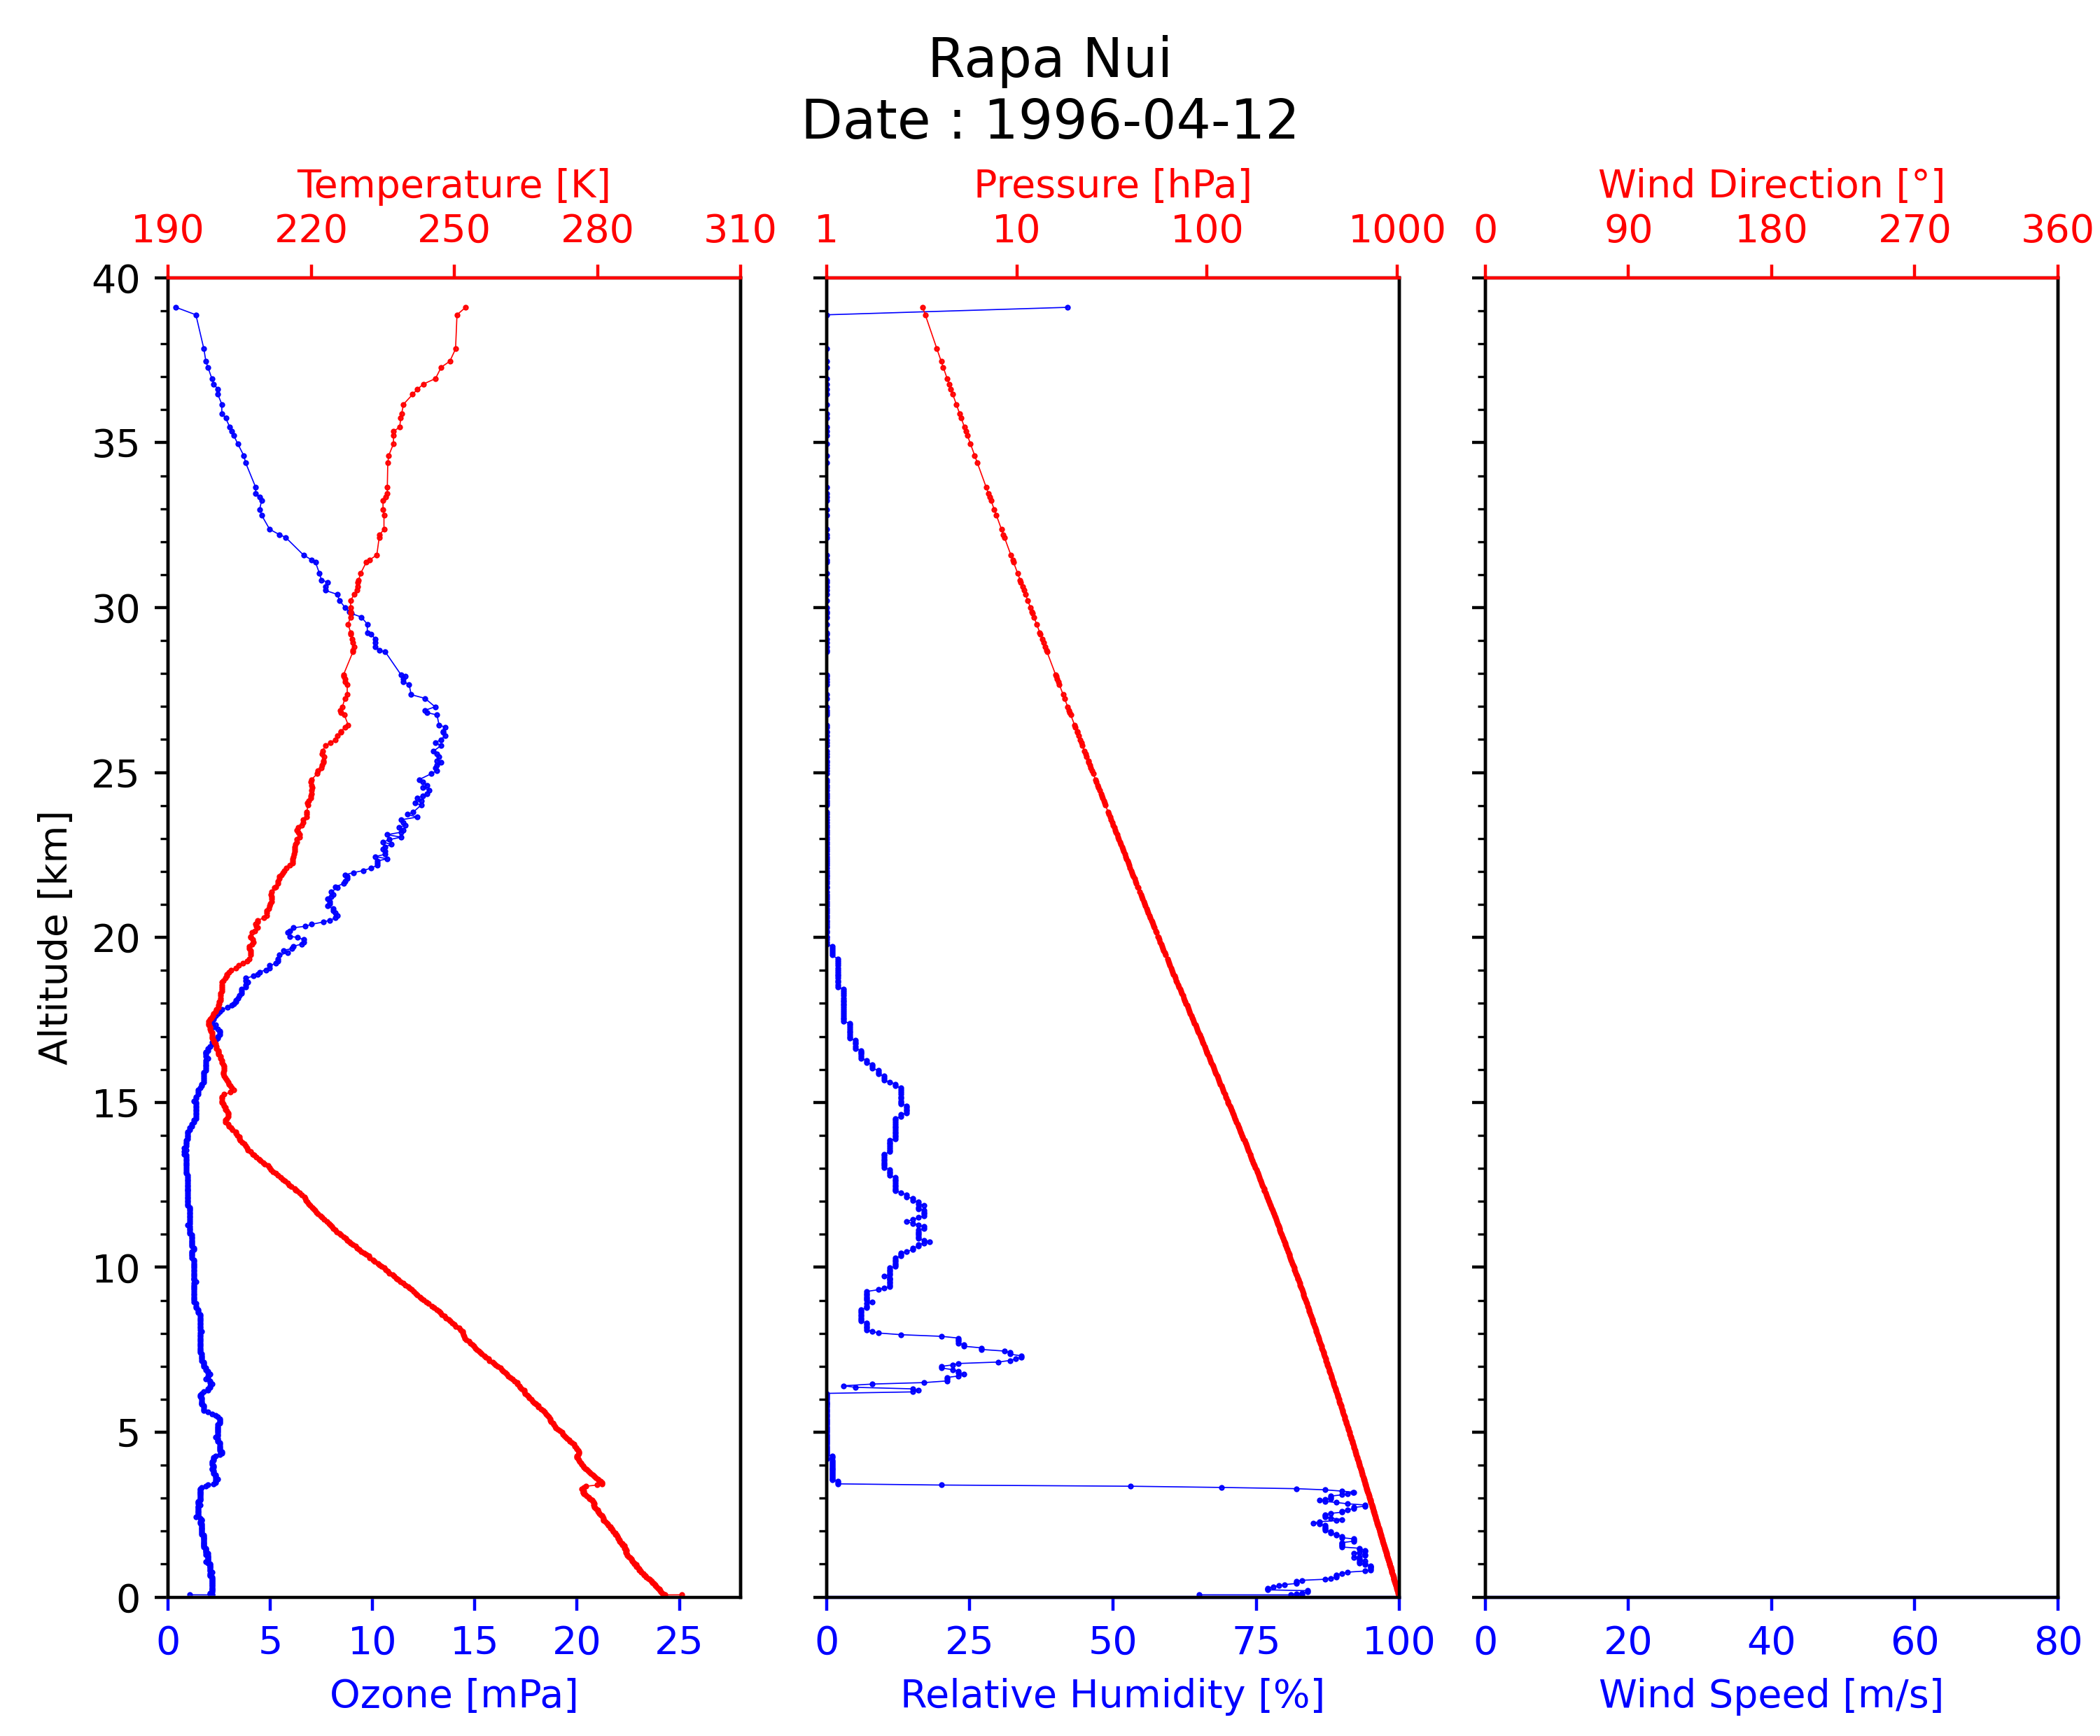 Rapa Nui
Date : 1996-04-12
Temperature [K]
190 220 250 280 310
Pressure [hPa]
1 10 100 1000
Wind Direction [°]
0 90 180 270 360
Altitude [km]
40
35
30
25
20
15
10
5
0
0 5 10 15 20 25
Ozone [mPa]
0 25 50 75 100
Relative Humidity [%]
0 20 40 60 80
Wind Speed [m/s]